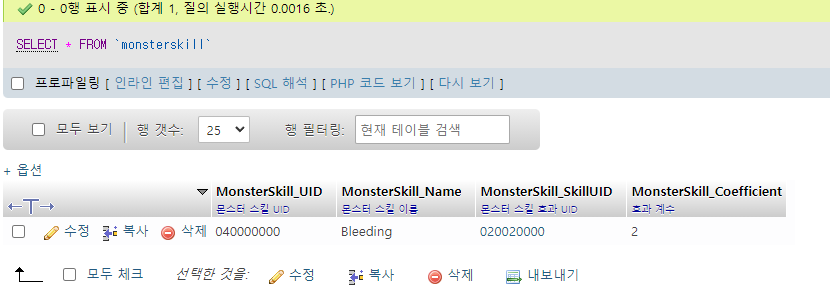 0 - 0행 표시 중 (합계 1, 질의 실행시간 0.0016 초.)
SELECT * FROM `monsterskill`
프로파일링 [ 인라인 편집 ] [ 수정 ] [ SQL 해석 ] [ PHP 코드 보기 ] [ 다시 보기 ]
모두 보기 행 갯수: 25 행 필터링: 현재 테이블 검색
+ 옵션
MonsterSkill_UID MonsterSkill_Name MonsterSkill_SkillUID MonsterSkill_Coefficient
몬스터 스킬 UID 몬스터 스킬 이름 몬스터 스킬 효과 UID 효과 계수
수정 복사 삭제 040000000 Bleeding 020020000 2
모두 체크 선택한 것을: 수정 복사 삭제 내보내기